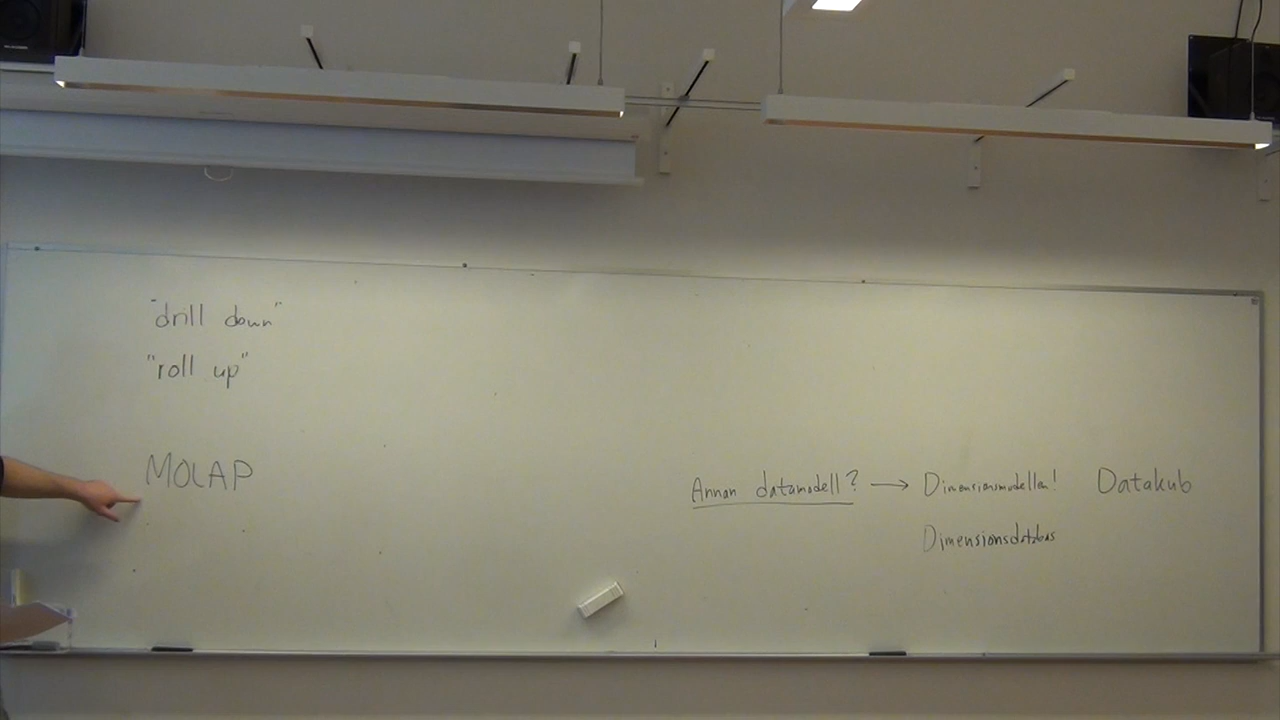 "drill down"
"roll up"
MOLAP
Annan datamodell? → Dimensionsmodellen! Datakub
Dimensionsdatabas